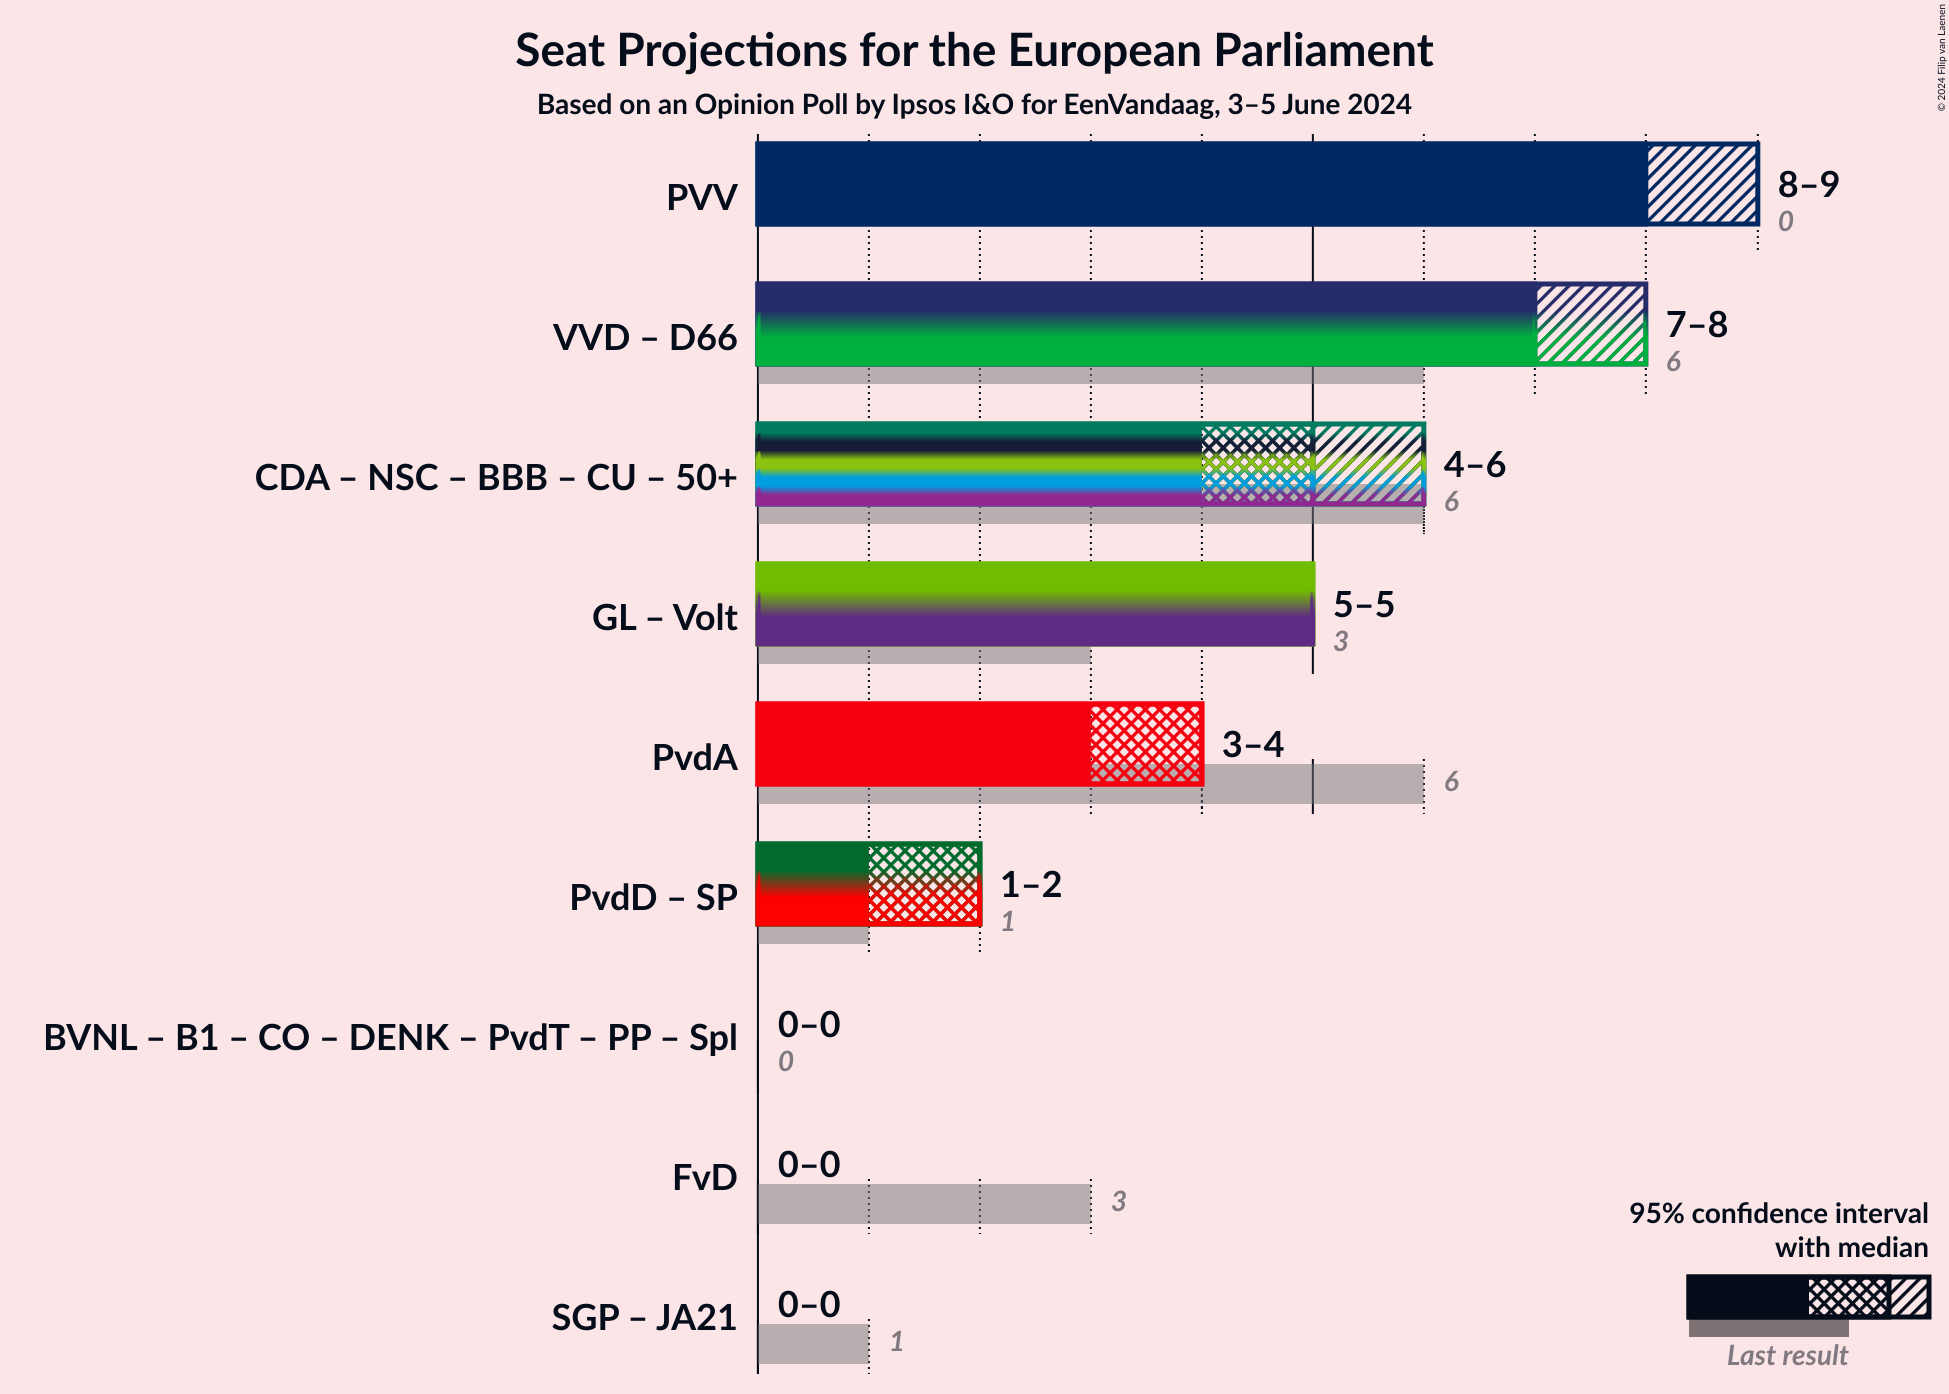 Seat Projections for the European Parliament
Based on an Opinion Poll by Ipsos I&O for EenVandaag, 3–5 June 2024
© 2024 Filip van Laenen
PVV
8–9
0
VVD – D66
7–8
6
CDA – NSC – BBB – CU – 50+
4–6
6
GL – Volt
5–5
3
PvdA
3–4
6
PvdD – SP
1–2
1
BVNL – B1 – CO – DENK – PvdT – PP – Spl
0–0
0
FvD
0–0
3
SGP – JA21
0–0
1
95% confidence interval
with median
Last result